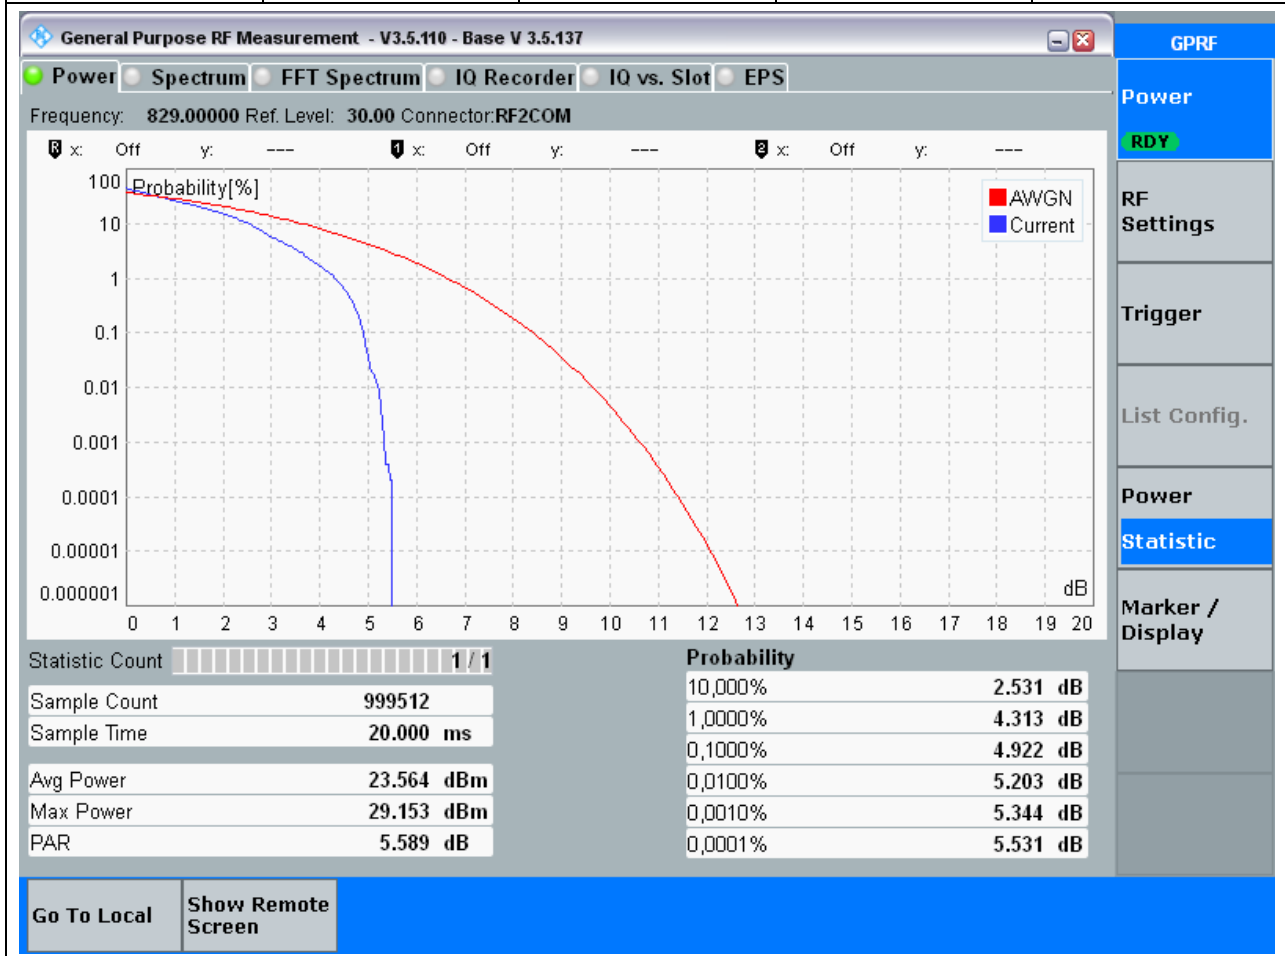 General Purpose RF Measurement - V3.5.110 - Base V 3.5.137
GPRF
Power Spectrum FFT Spectrum IQ Recorder IQ vs. Slot EPS
Frequency: 829.00000 Ref. Level: 30.00 Connector:RF2COM
R x: Off y: --- 1 x: Off y: --- 2 x: Off y: ---
Probability[%]
AWGN
Current
100
10
1
0.1
0.01
0.001
0.0001
0.00001
0.000001
dB
0 1 2 3 4 5 6 7 8 9 10 11 12 13 14 15 16 17 18 19 20
Statistic Count 1 / 1
Sample Count 999512
Sample Time 20.000 ms
Avg Power 23.564 dBm
Max Power 29.153 dBm
PAR 5.589 dB
Probability
10,000% 2.531 dB
1,0000% 4.313 dB
0,1000% 4.922 dB
0,0100% 5.203 dB
0,0010% 5.344 dB
0,0001% 5.531 dB
Power
RDY
RF
Settings
Trigger
List Config.
Power
Statistic
Marker /
Display
Go To Local
Show Remote
Screen